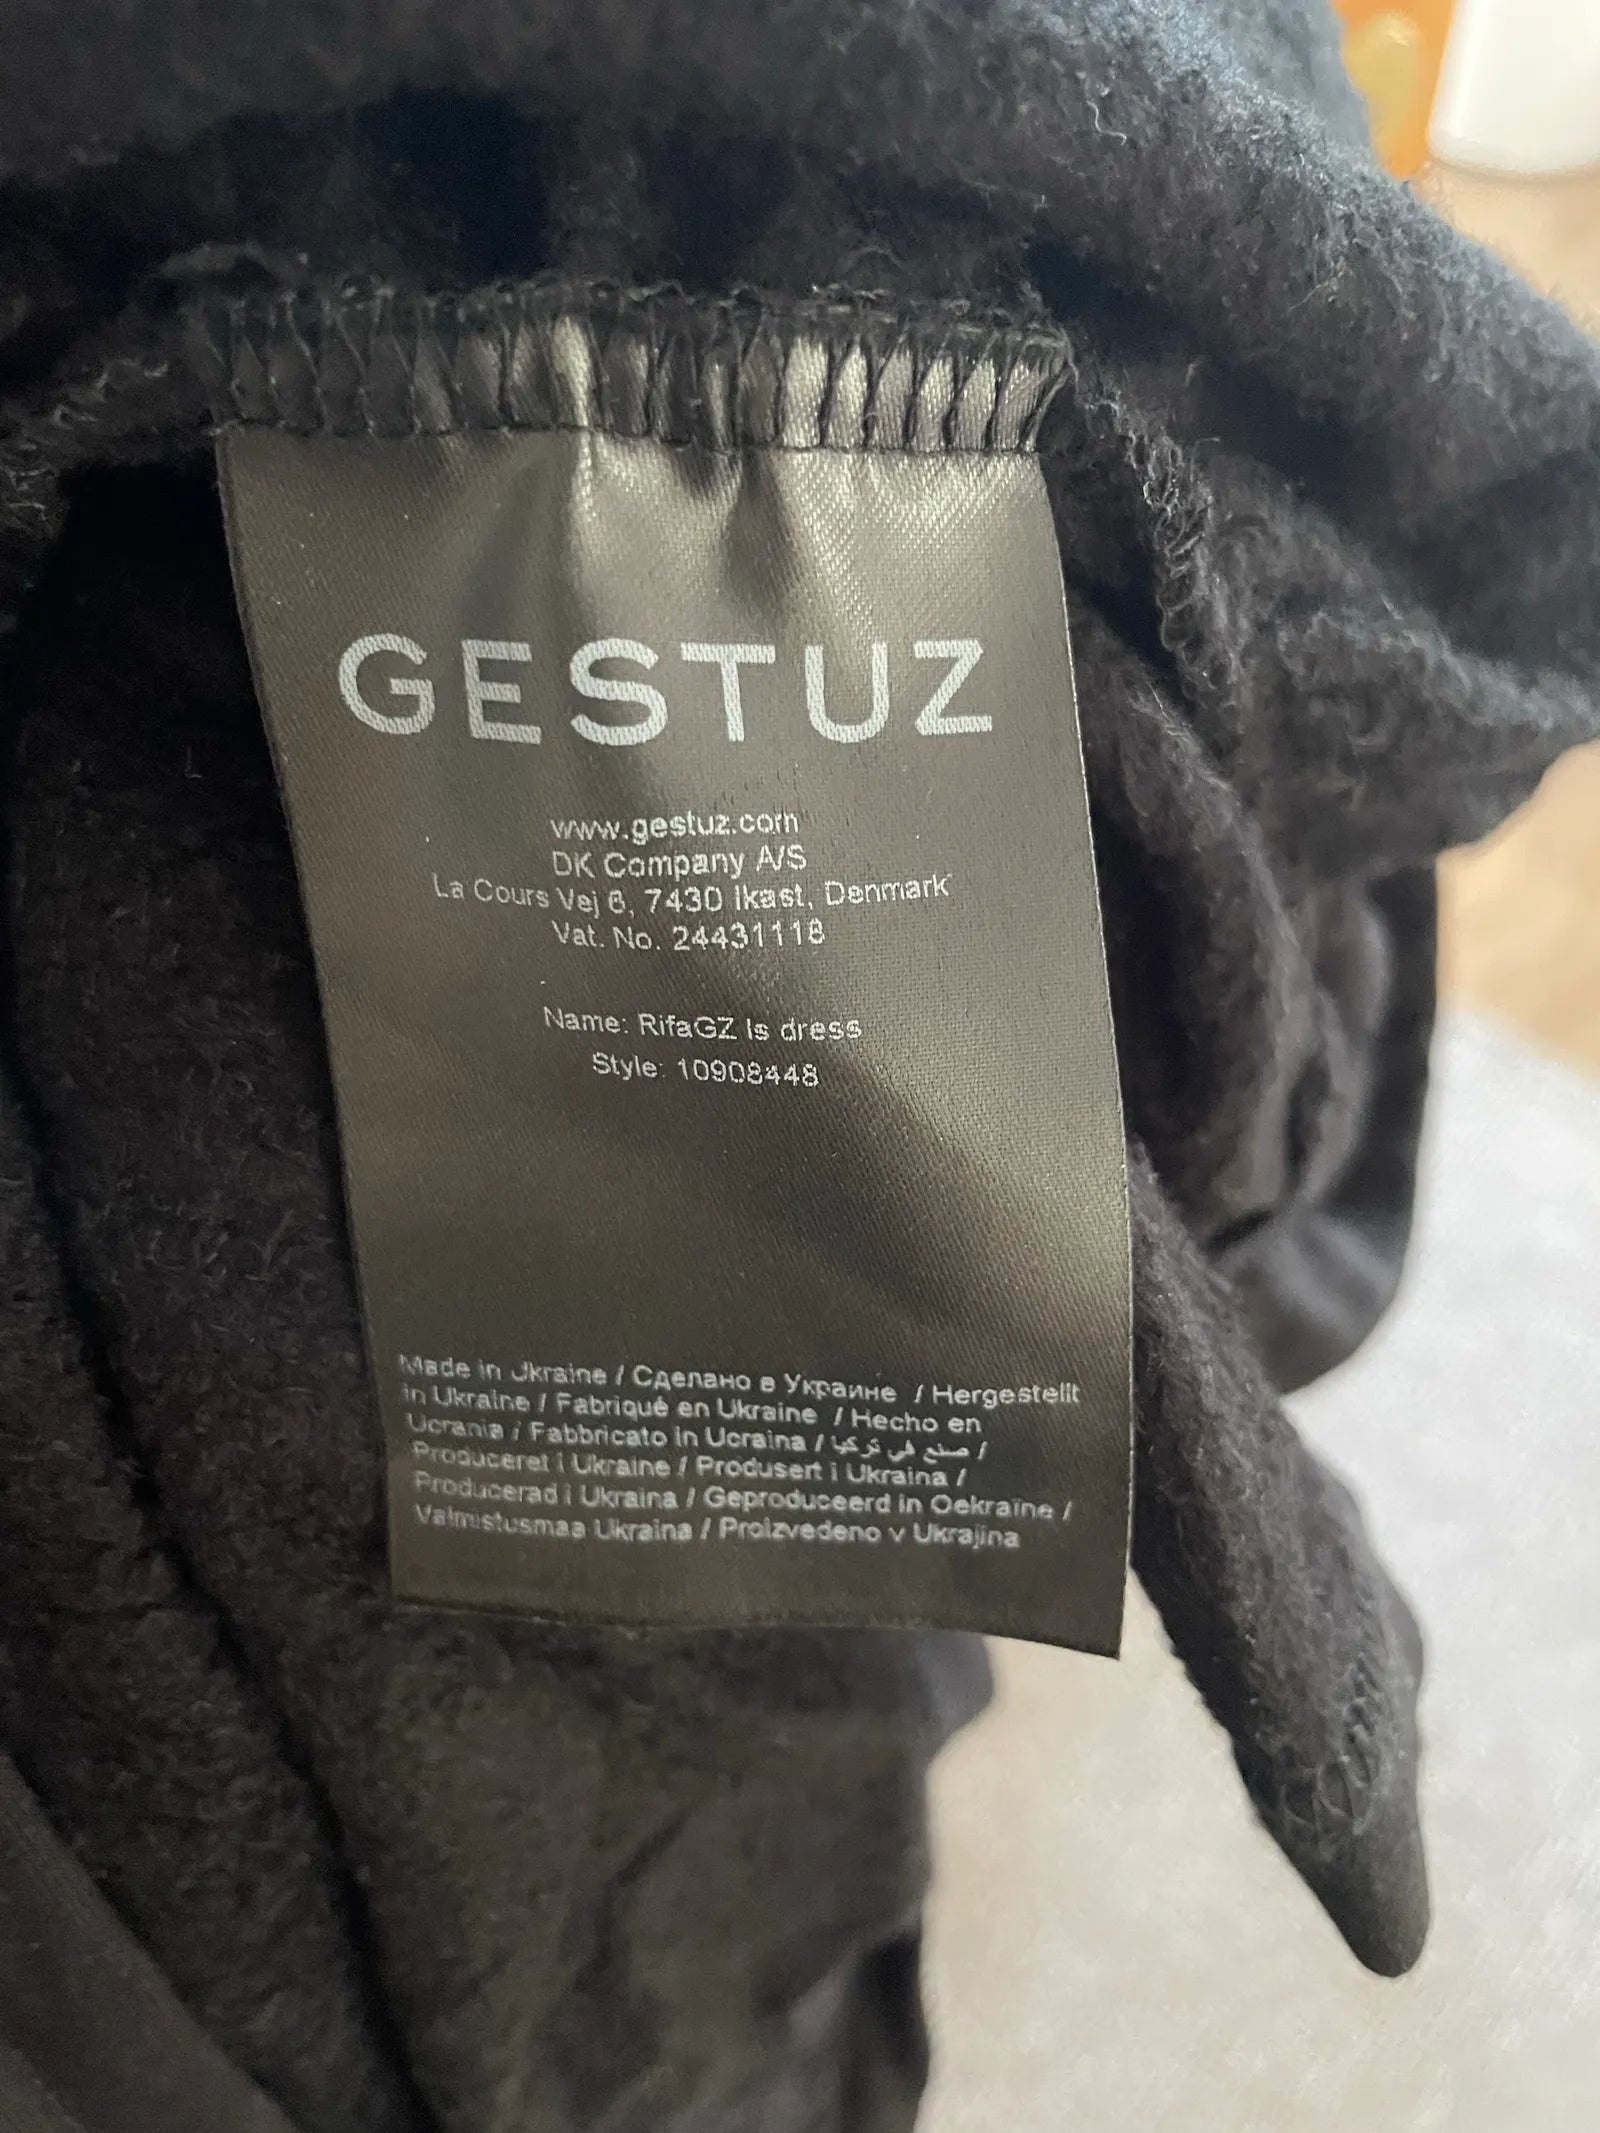 GESTUZ
www.gestuz.com
DK Company A/S
La Cours Vej 6, 7430 Ikast, Denmark
Vat. No. 24431118
Name: RifaGZ ls dress
Style: 10908448
Made in Ukraine / Сделано в Украине / Hergestellt
in Ukraine / Fabriqué en Ukraine / Hecho en
Ucrania / Fabbricato in Ucraina / صنع في تركيا /
Produceret i Ukraine / Produsert i Ukraina /
Producerad i Ukraina / Geproduceerd in Oekraïne /
Valmistusmaa Ukraina / Proizvedeno v Ukrajina